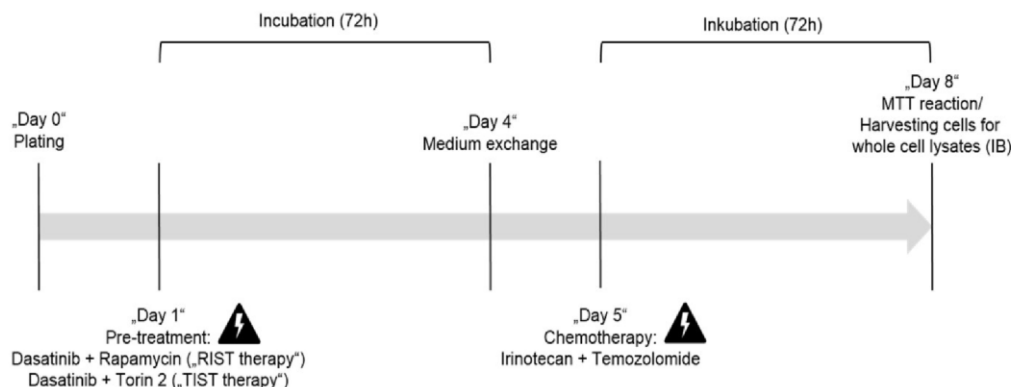 Incubation (72h)
Inkubation (72h)
„Day 0“
Plating
„Day 4“
Medium exchange
„Day 8“
MTT reaction/
Harvesting cells for
whole cell lysates (IB)
„Day 1“
Pre-treatment:
Dasatinib + Rapamycin („RIST therapy“)
Dasatinib + Torin 2 („TIST therapy“)
„Day 5“
Chemotherapy:
Irinotecan + Temozolomide